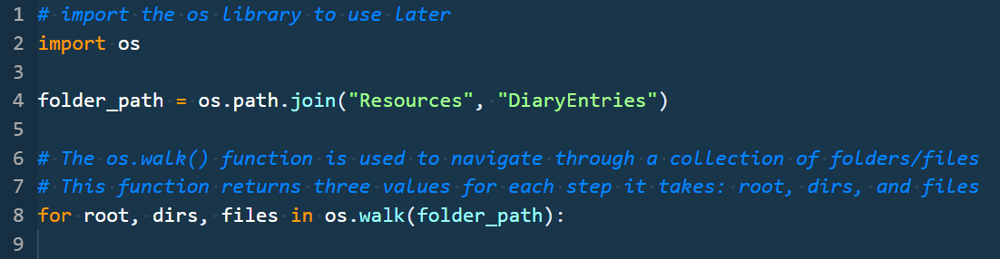 1 # import the os library to use later
2 import os
3
4 folder_path = os.path.join("Resources", "DiaryEntries")
5
6 # The os.walk() function is used to navigate through a collection of folders/files
7 # This function returns three values for each step it takes: root, dirs, and files
8 for root, dirs, files in os.walk(folder_path):
9